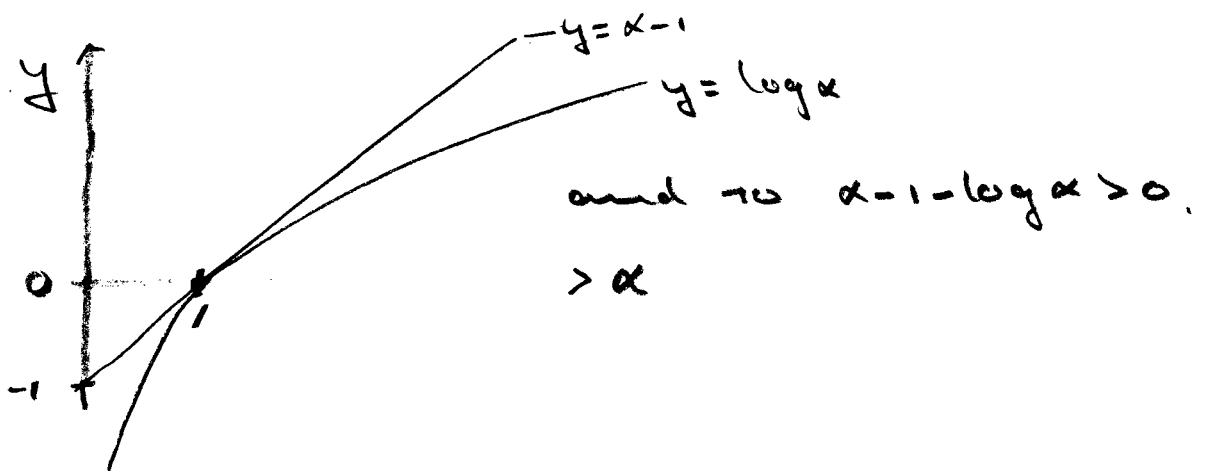 y = α-1
y
y = log α
and so α-1-log α > 0.
0
> α
1
-1